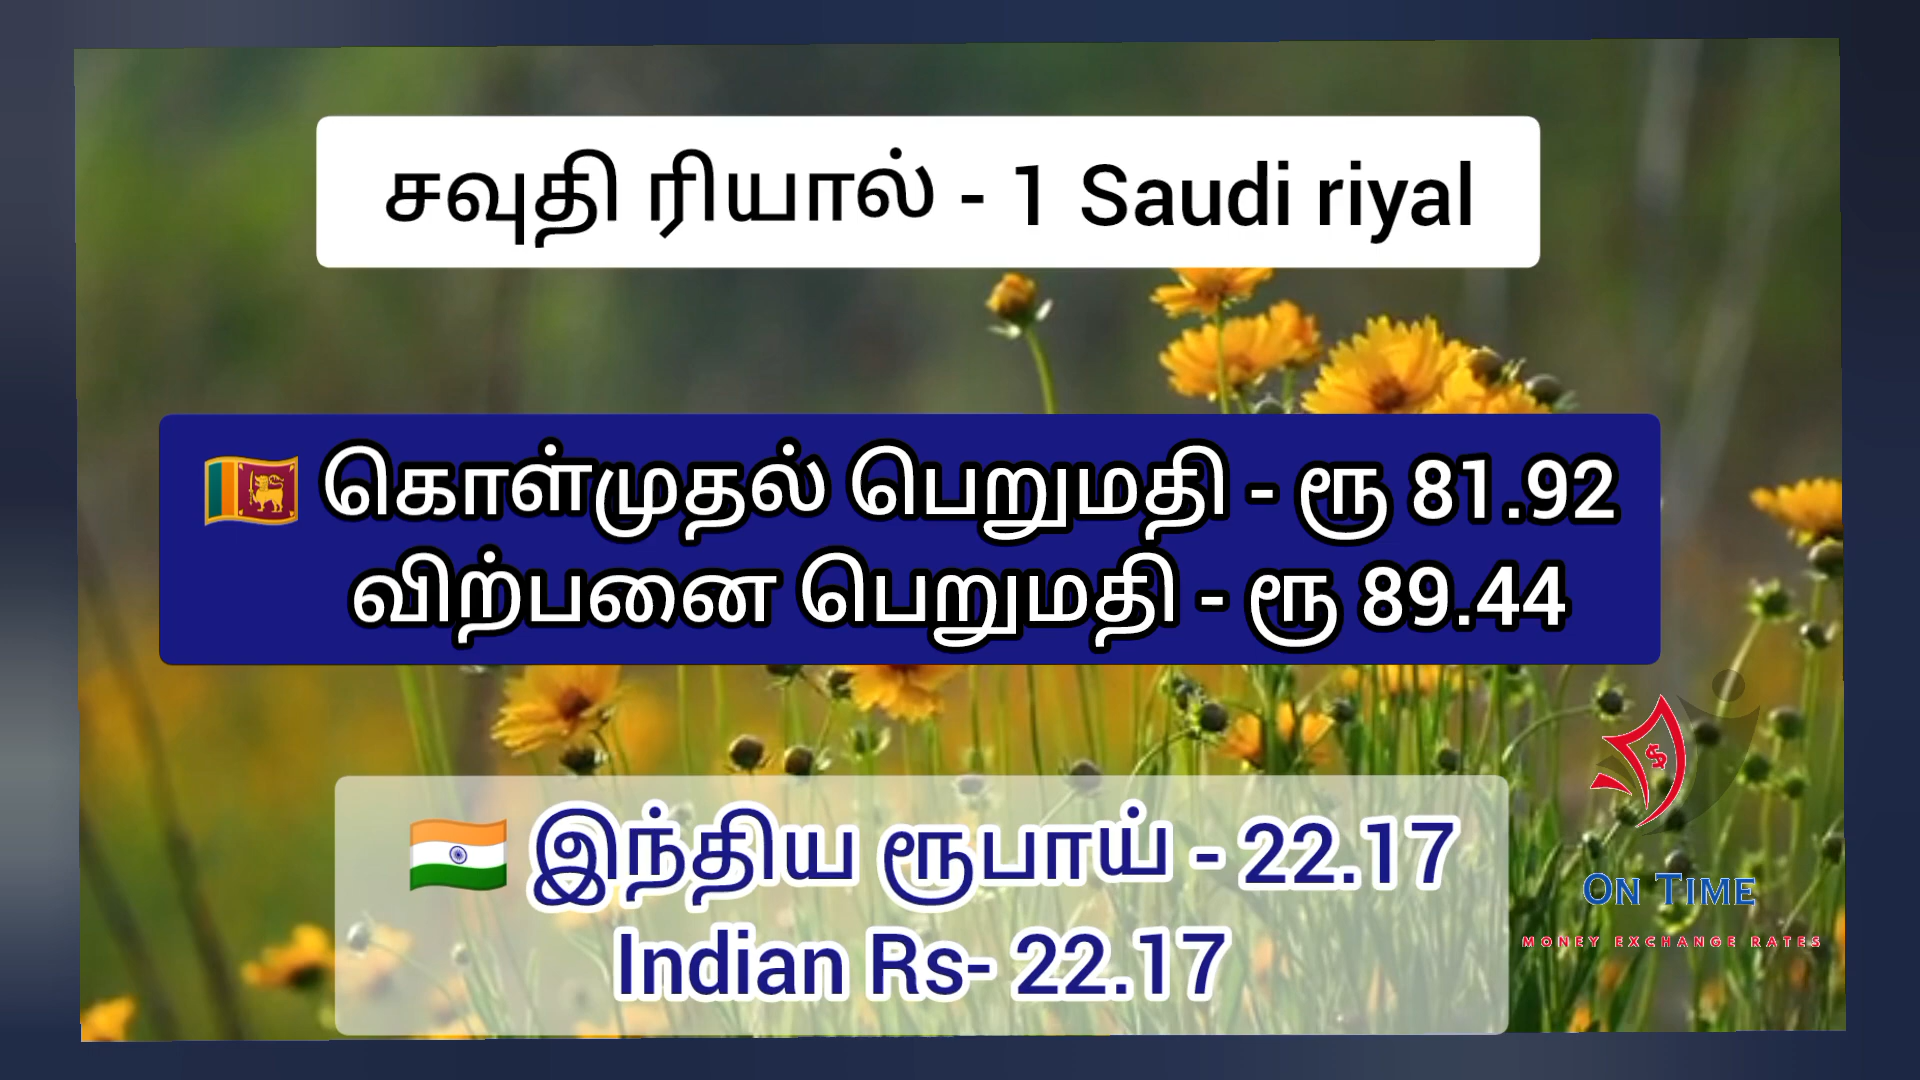 சவுதி ரியால் - 1 Saudi riyal
🇱🇰 கொள்முதல் பெறுமதி - ரூ 81.92
விற்பனை பெறுமதி - ரூ 89.44
🇮🇳 இந்திய ரூபாய் - 22.17
Indian Rs- 22.17
$
ON TIME
MONEY EXCHANGE RATES